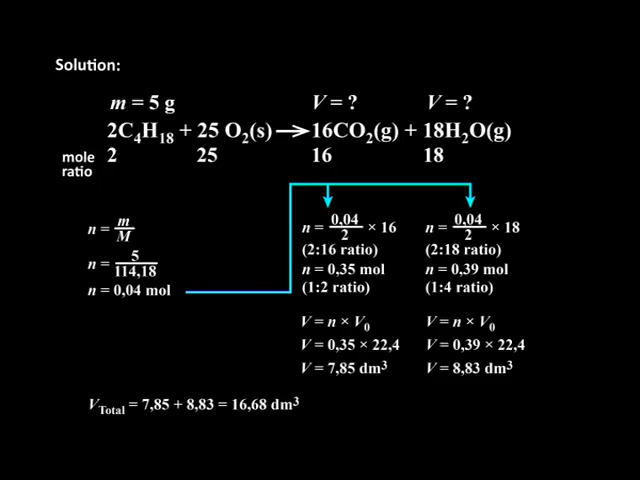 Solution:
m = 5 g V = ? V = ?
2C₄H₁₈ + 25 O₂(s) → 16CO₂(g) + 18H₂O(g)
mole ratio 2 25 16 18
n = m/M
n = 5/114,18
n = 0,04 mol
n = 0,04/2 × 16
(2:16 ratio)
n = 0,35 mol
(1:2 ratio)
V = n × V₀
V = 0,35 × 22,4
V = 7,85 dm³
n = 0,04/2 × 18
(2:18 ratio)
n = 0,39 mol
(1:4 ratio)
V = n × V₀
V = 0,39 × 22,4
V = 8,83 dm³
V_Total = 7,85 + 8,83 = 16,68 dm³